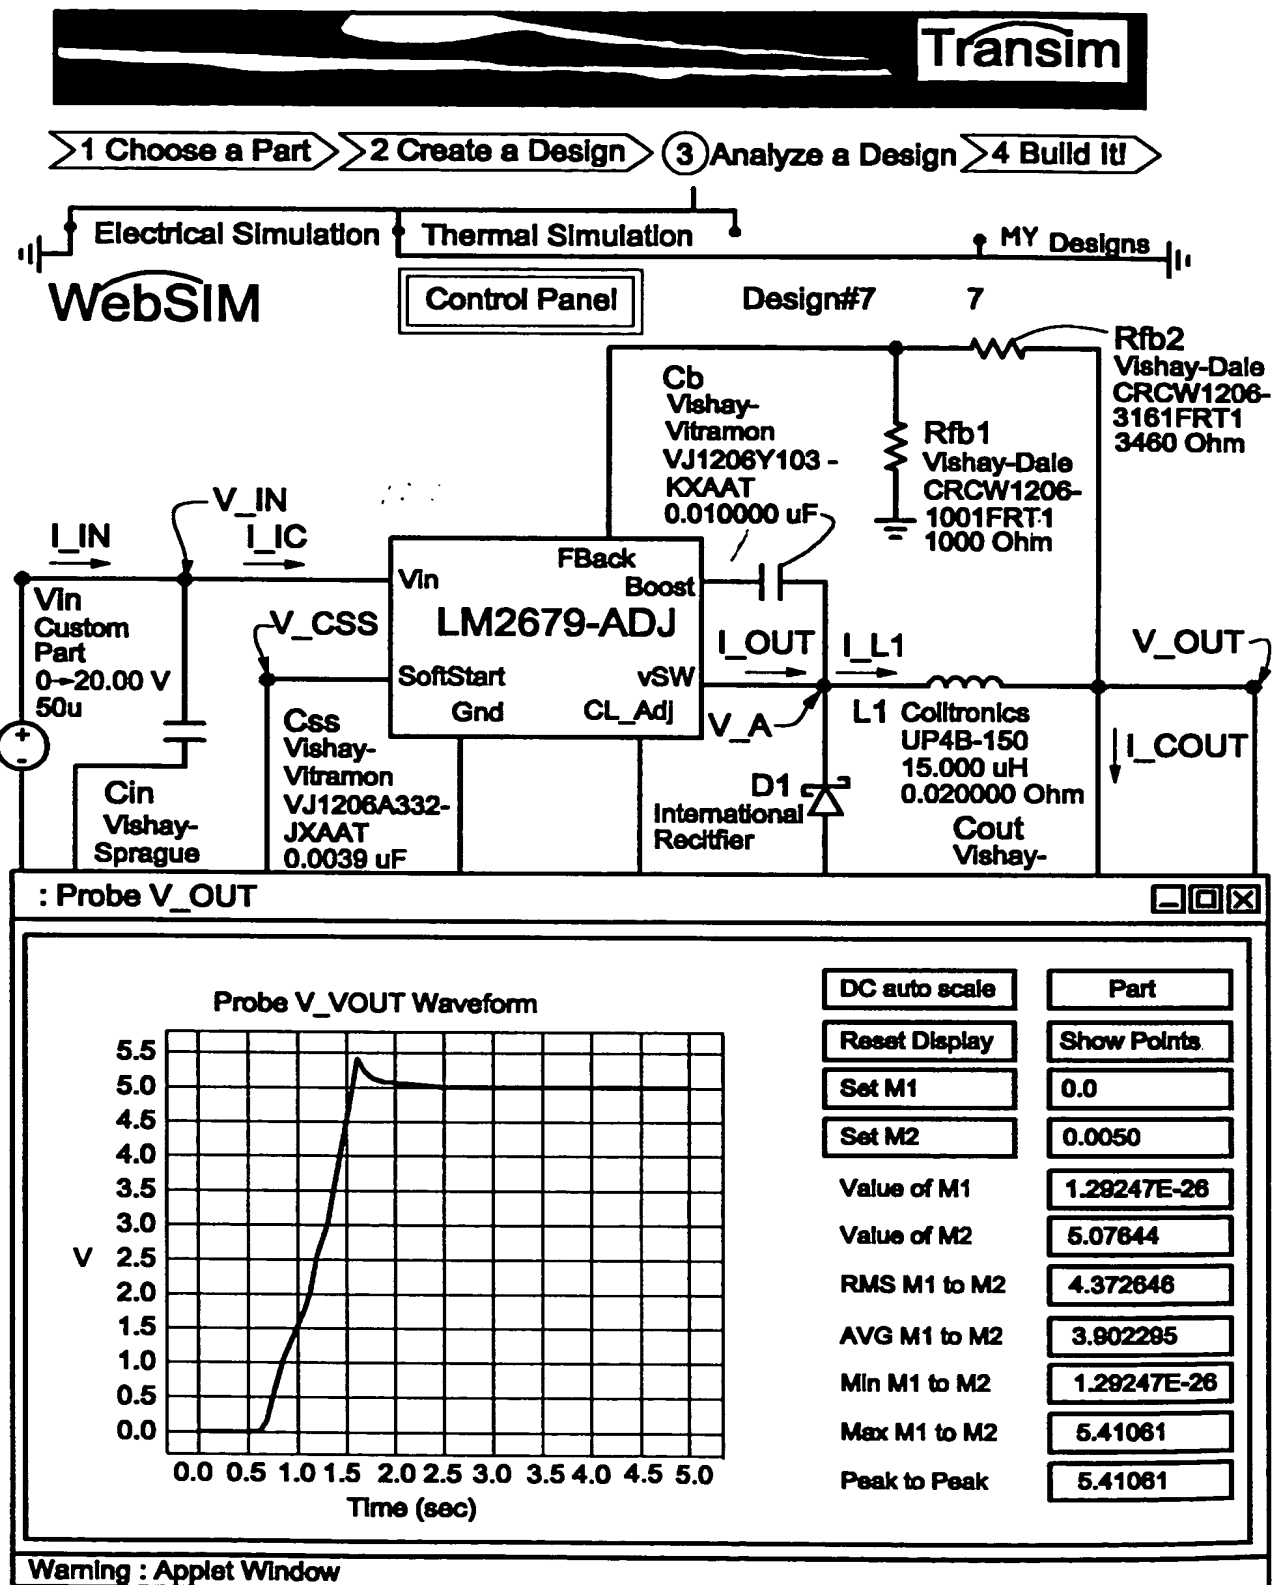 Transim
1 Choose a Part
2 Create a Design
3 Analyze a Design
4 Build It!
Electrical Simulation
Thermal Simulation
MY Designs
WebSIM
Control Panel
Design#7
7
Rfb2
Vishay-Dale
CRCW1206-
3161FRT1
3460 Ohm
Cb
Vishay-
Vitramon
VJ1206Y103 -
KXAAT
0.010000 uF
Rfb1
Vishay-Dale
CRCW1206-
1001FRT1
1000 Ohm
V_IN
I_IN
I_IC
Vin
Custom
Part
0→20.00 V
50u
+
-
V_CSS
Vin
FBack
Boost
LM2679-ADJ
SoftStart
vSW
Gnd
CL_Adj
I_OUT
I_L1
V_OUT
V_A
L1
Coiltronics
UP4B-150
15.000 uH
0.020000 Ohm
I_COUT
Css
Vishay-
Vitramon
VJ1206A332-
JXAAT
0.0039 uF
Cin
Vishay-
Sprague
D1
International
Recitfier
Cout
Vishay-
: Probe V_OUT
Probe V_VOUT Waveform
5.5
5.0
4.5
4.0
3.5
3.0
2.5
2.0
1.5
1.0
0.5
0.0
V
0.0 0.5 1.0 1.5 2.0 2.5 3.0 3.5 4.0 4.5 5.0
Time (sec)
DC auto scale
Part
Reset Display
Show Points
Set M1
0.0
Set M2
0.0050
Value of M1
1.29247E-26
Value of M2
5.07644
RMS M1 to M2
4.372646
AVG M1 to M2
3.902295
Min M1 to M2
1.29247E-26
Max M1 to M2
5.41061
Peak to Peak
5.41061
Warning : Applet Window